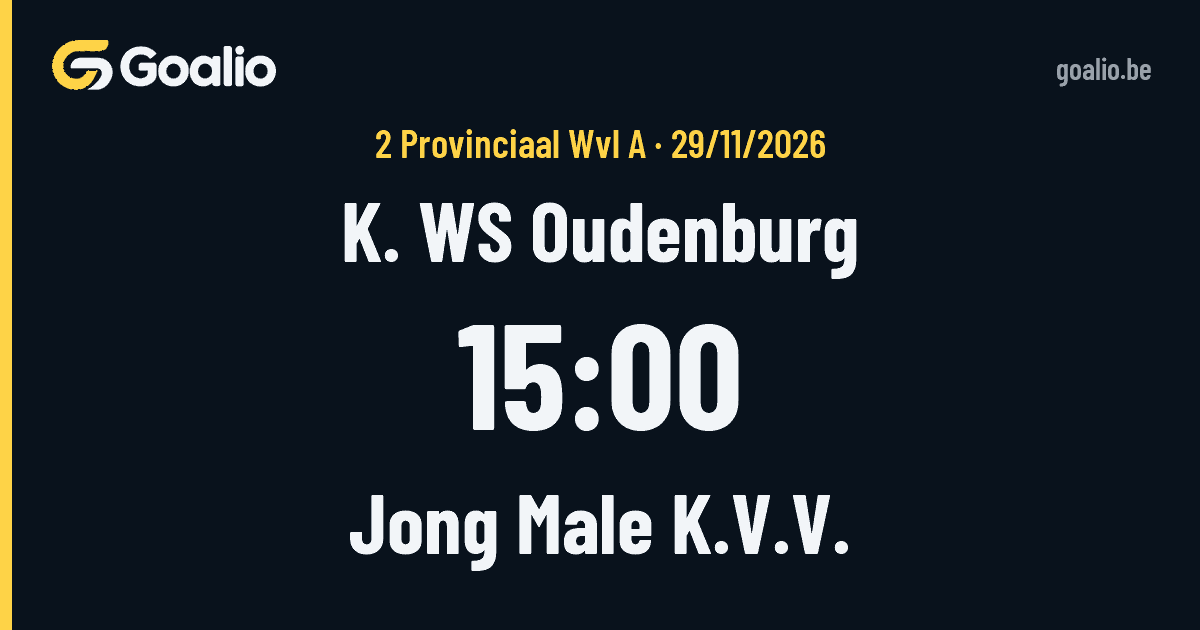 Goalio
goalio.be
2 Provinciaal Wvl A · 29/11/2026
K. WS Oudenburg
15:00
Jong Male K.V.V.